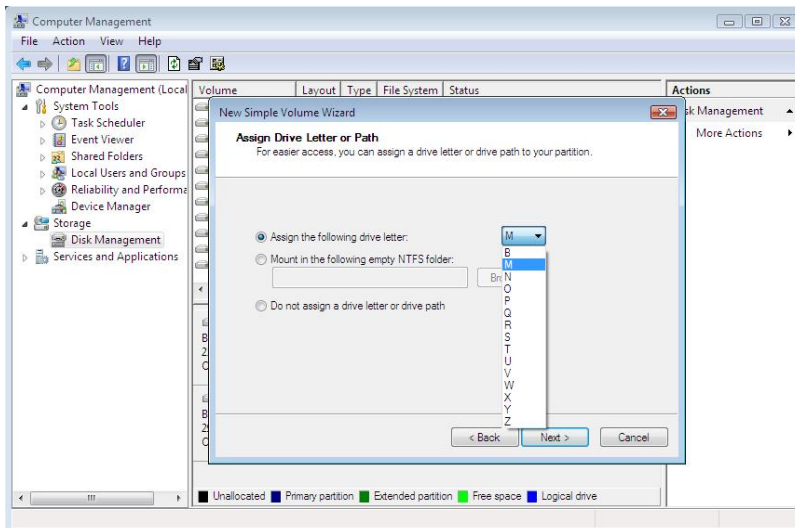 Computer Management
File Action View Help
Computer Management (Local
System Tools
Task Scheduler
Event Viewer
Shared Folders
Local Users and Groups
Reliability and Performa
Device Manager
Storage
Disk Management
Services and Applications
Volume Layout Type File System Status
Actions
sk Management
More Actions
New Simple Volume Wizard
Assign Drive Letter or Path
For easier access, you can assign a drive letter or drive path to your partition.
Assign the following drive letter: M
Mount in the following empty NTFS folder:
Do not assign a drive letter or drive path
B
M
N
O
P
Q
R
S
T
U
V
W
X
Y
Z
< Back Next > Cancel
Unallocated Primary partition Extended partition Free space Logical drive